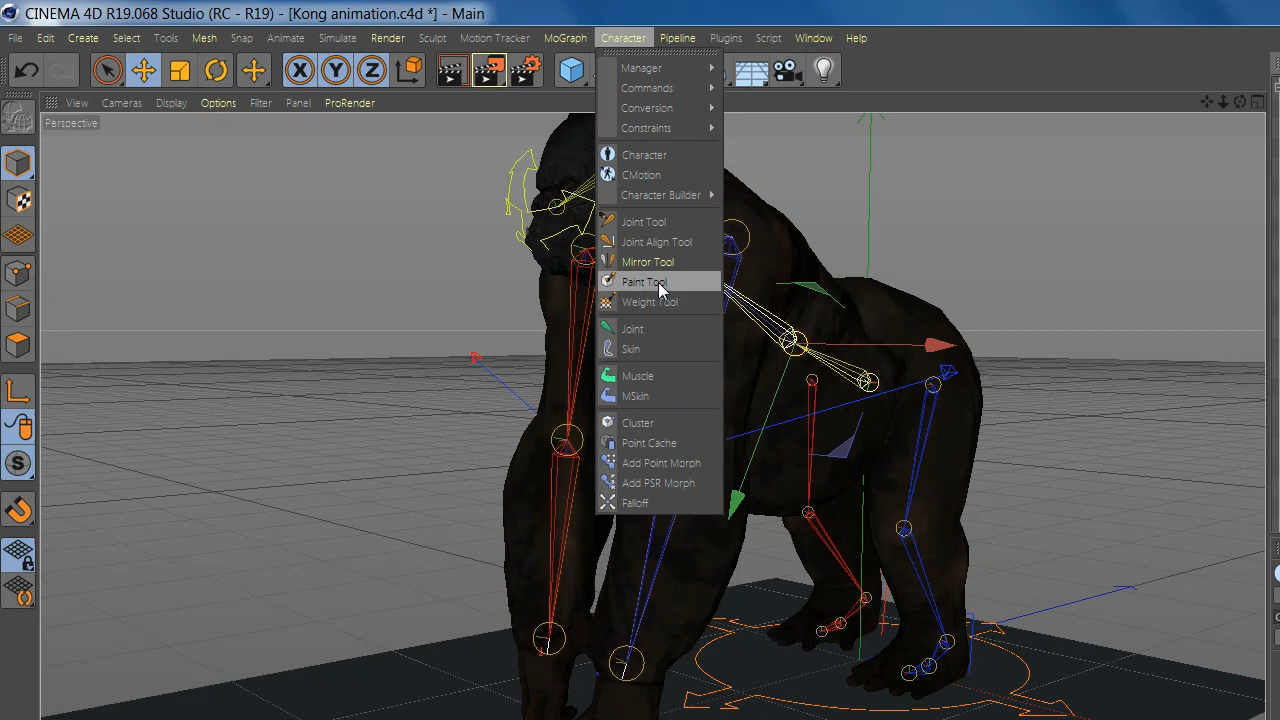 CINEMA 4D R19.068 Studio (RC - R19) - [Kong animation.c4d *] - Main
File Edit Create Select Tools Mesh Snap Animate Simulate Render Sculpt Motion Tracker MoGraph Character Pipeline Plugins Script Window Help
X Y Z
View Cameras Display Options Filter Panel ProRender
Perspective
Manager
Commands
Conversion
Constraints
Character
CMotion
Character Builder
Joint Tool
Joint Align Tool
Mirror Tool
Paint Tool
Weight Tool
Joint
Skin
Muscle
MSkin
Cluster
Point Cache
Add Point Morph
Add PSR Morph
Falloff
S